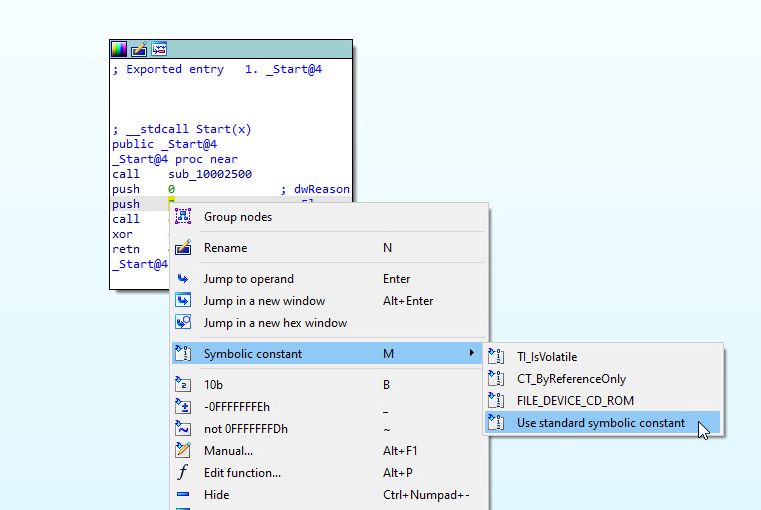 ; Exported entry   1. _Start@4
; __stdcall Start(x)
public _Start@4
_Start@4 proc near
call    sub_10002500
push    0               ; dwReason
push
call
xor
retn
_Start@4
Group nodes
Rename N
Jump to operand Enter
Jump in a new window Alt+Enter
Jump in a new hex window
Symbolic constant M
TI_IsVolatile
CT_ByReferenceOnly
FILE_DEVICE_CD_ROM
Use standard symbolic constant
10b B
-0FFFFFFFEh _
not 0FFFFFFFDh ~
Manual... Alt+F1
Edit function... Alt+P
Hide Ctrl+Numpad+-